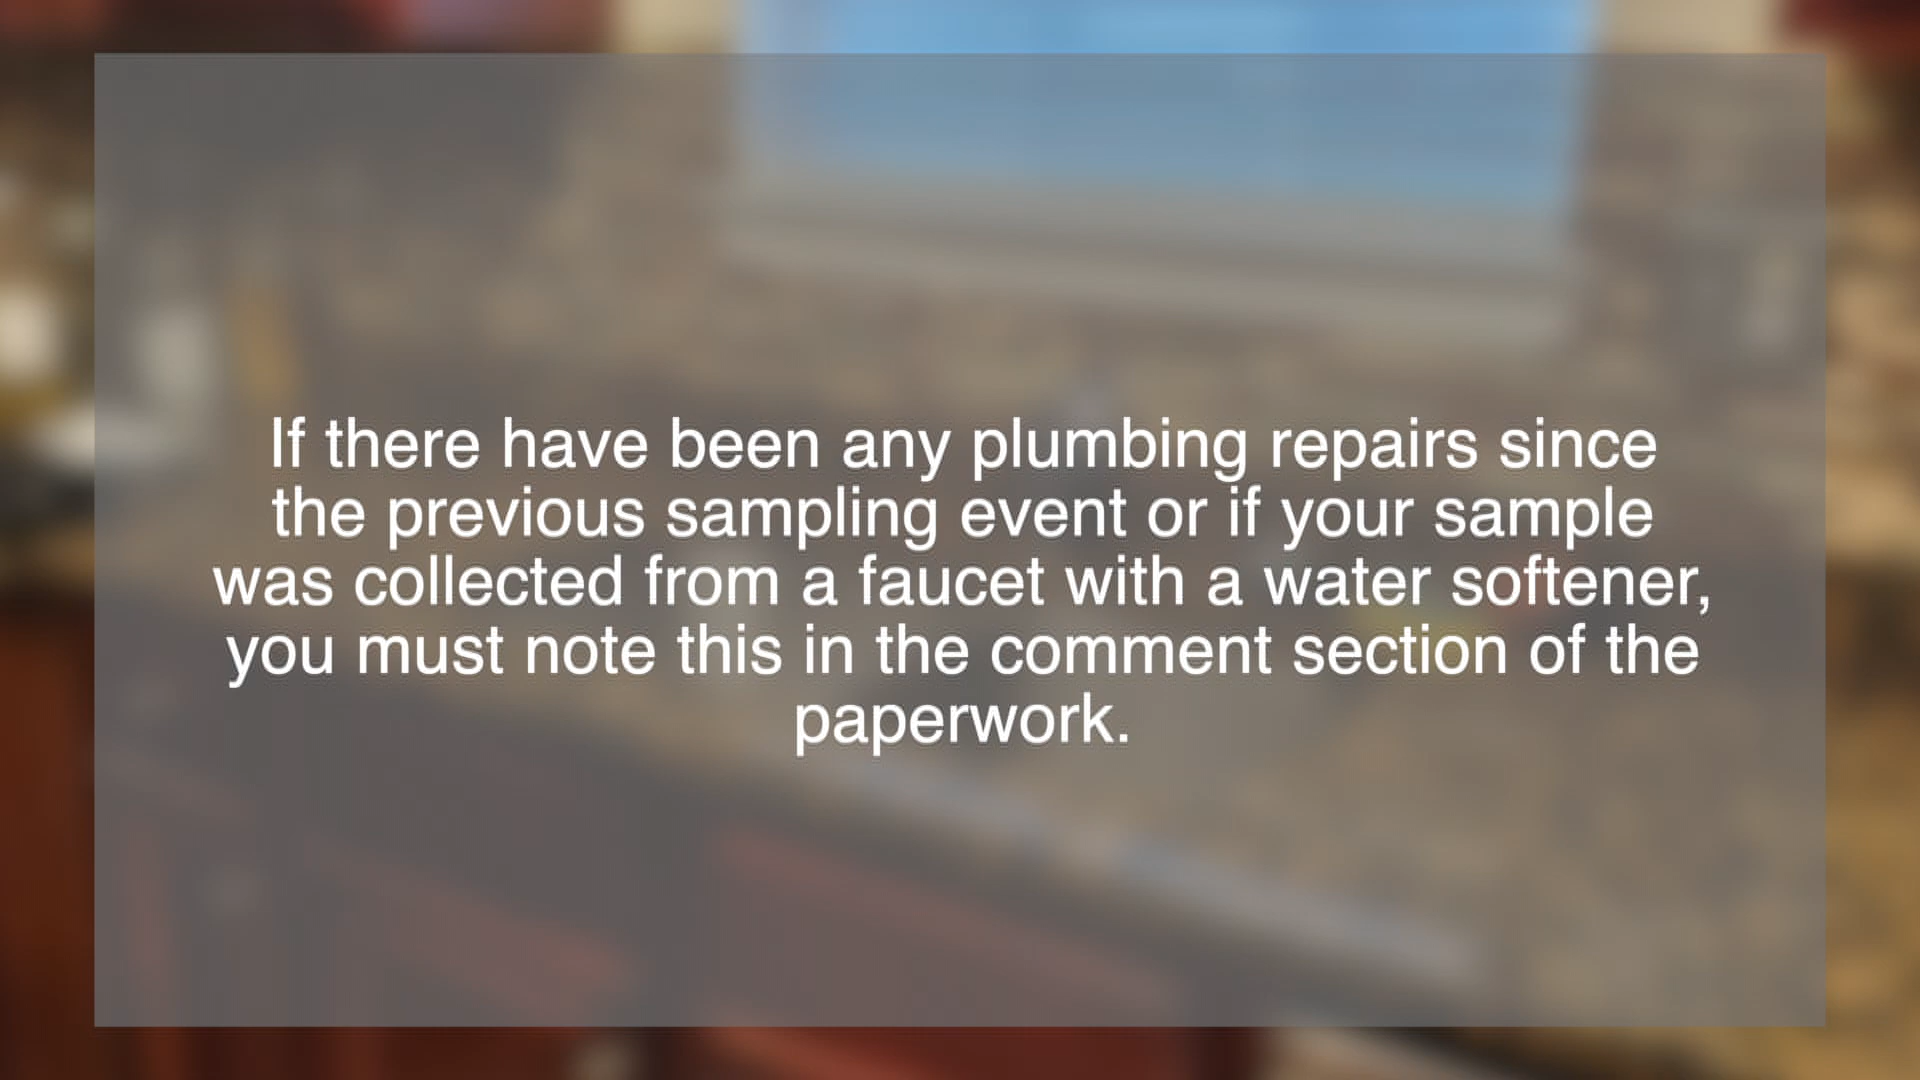 If there have been any plumbing repairs since
the previous sampling event or if your sample
was collected from a faucet with a water softener,
you must note this in the comment section of the
paperwork.